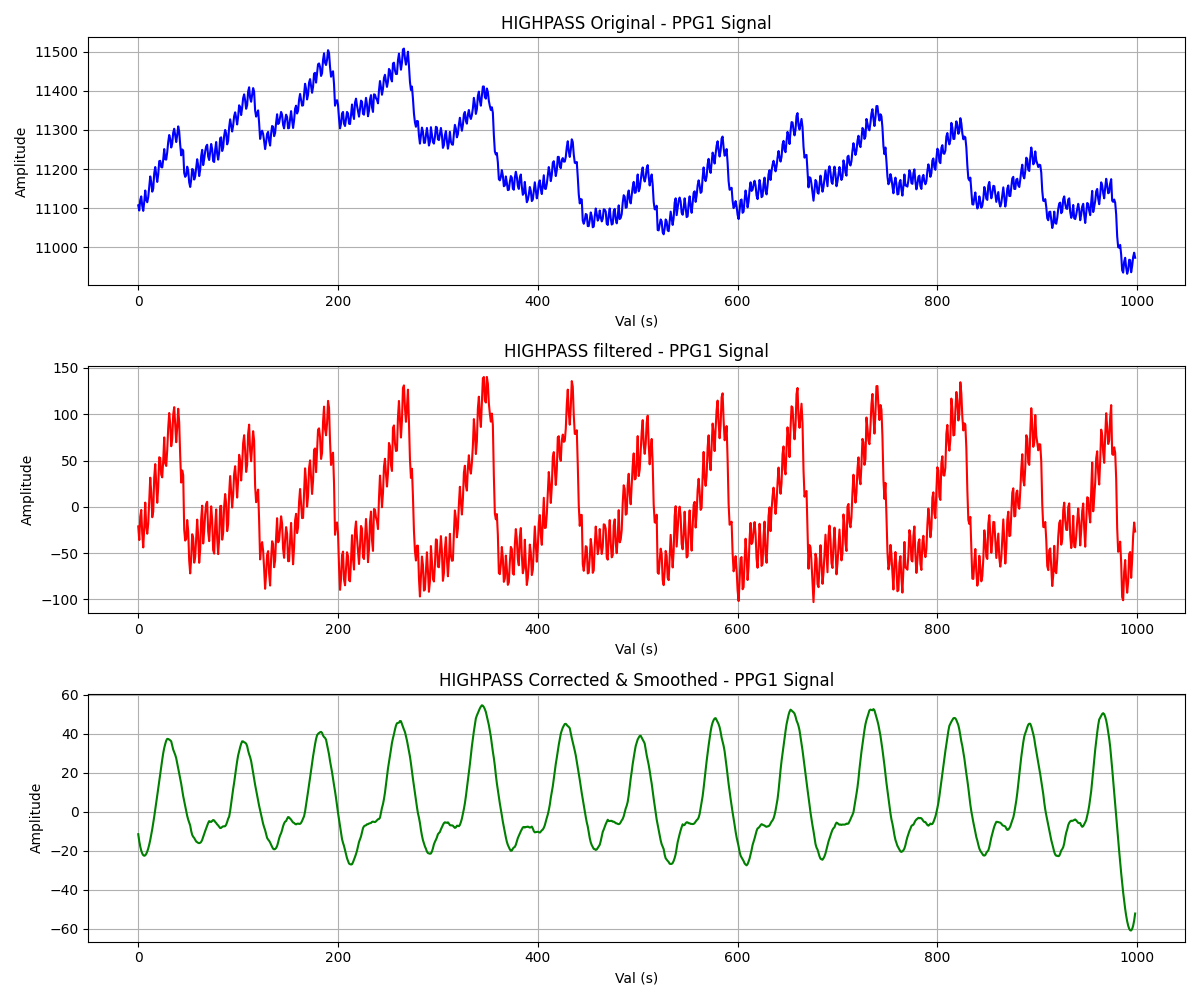 HIGHPASS Original - PPG1 Signal
11500
11400
11300
11200
11100
11000
Amplitude
0 200 400 600 800 1000
Val (s)
HIGHPASS filtered - PPG1 Signal
150
100
50
0
−50
−100
Amplitude
0 200 400 600 800 1000
Val (s)
HIGHPASS Corrected & Smoothed - PPG1 Signal
60
40
20
0
−20
−40
−60
Amplitude
0 200 400 600 800 1000
Val (s)